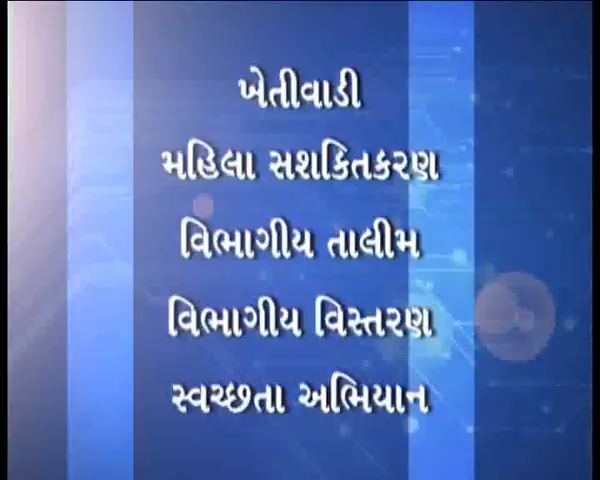 ખેતીવાડી
મહિલા સશકિતકરણ
વિભાગીય તાલીમ
વિભાગીય વિસ્તરણ
સ્વચ્છતા અભિયાન